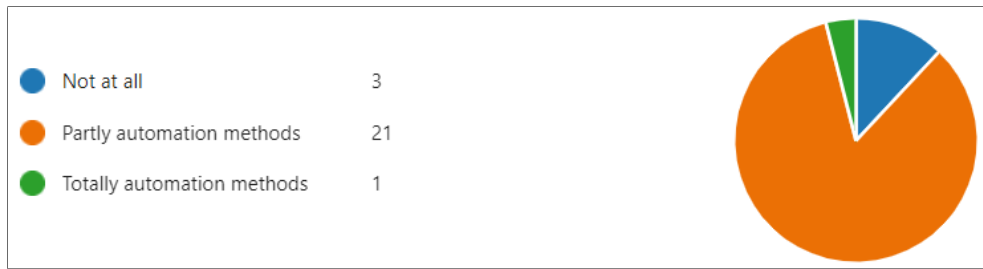 Not at all 3
Partly automation methods 21
Totally automation methods 1